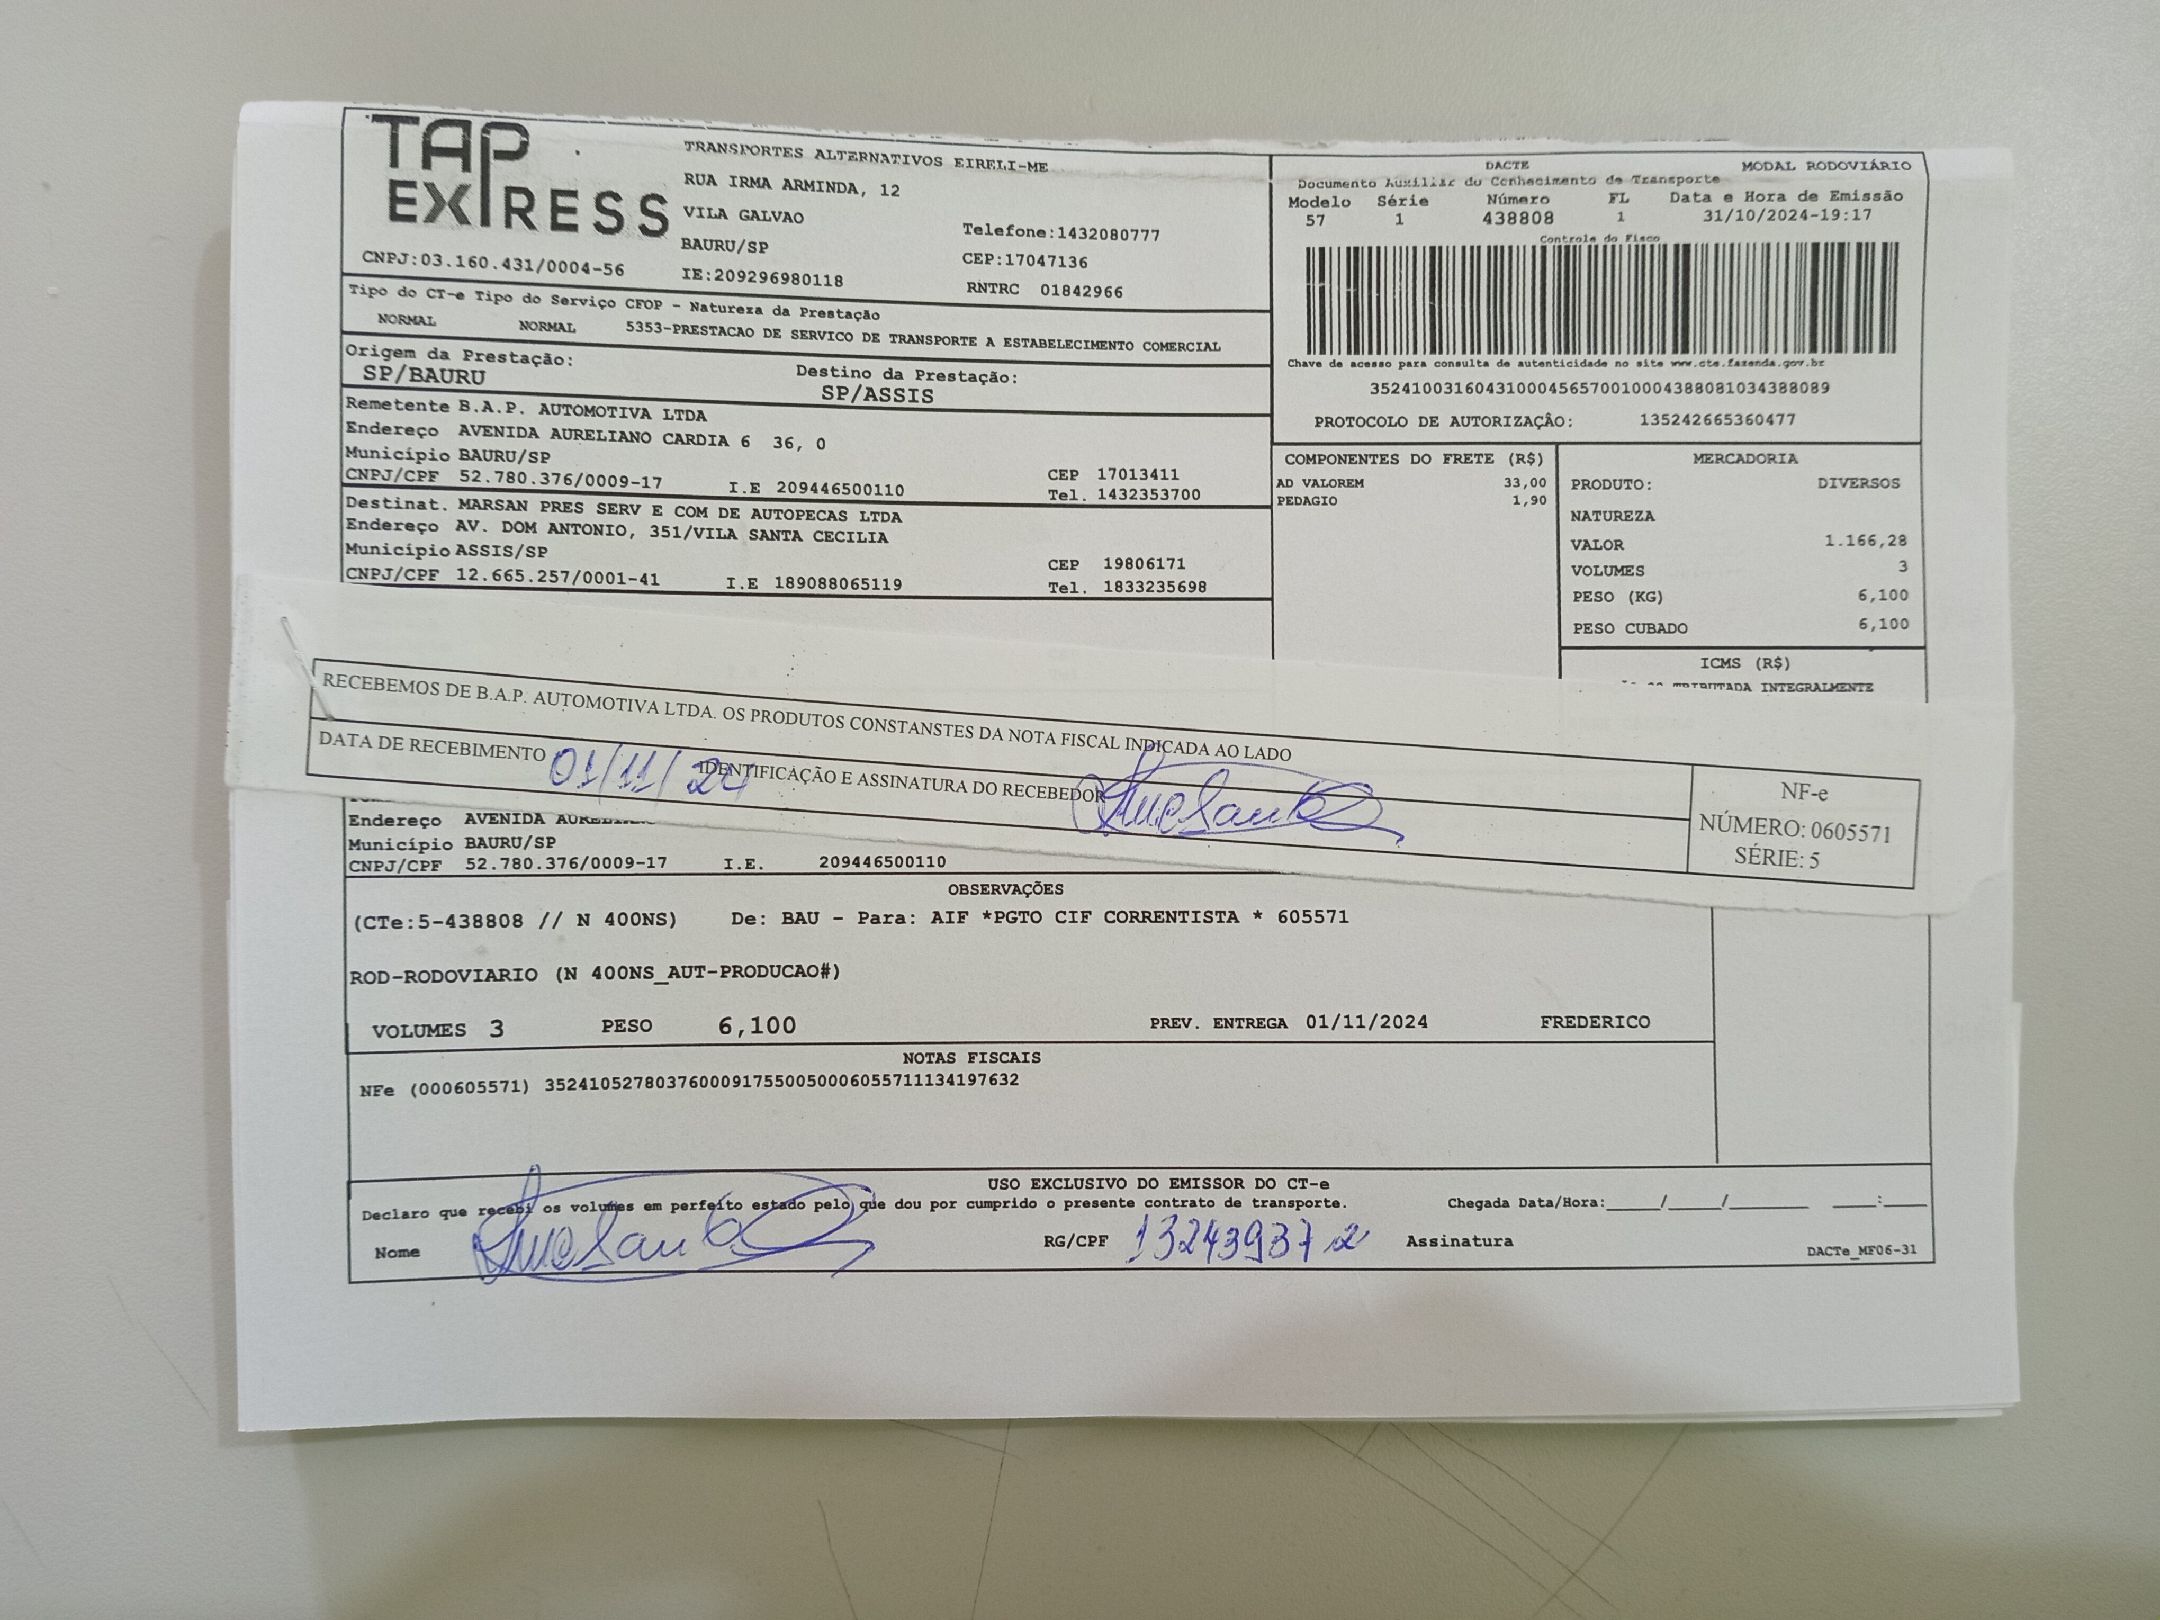 TAP EXPRESS
TRANSPORTES ALTERNATIVOS EIRELI-ME
RUA IRMA ARMINDA, 12
VILA GALVAO
BAURU/SP
Telefone:1432080777
CEP:17047136
CNPJ:03.160.431/0004-56
IE:209296980118
RNTRC 01842966
Tipo do CT-e Tipo do Serviço CFOP - Natureza da Prestação
NORMAL NORMAL 5353-PRESTACAO DE SERVICO DE TRANSPORTE A ESTABELECIMENTO COMERCIAL
Origem da Prestação: Destino da Prestação:
SP/BAURU SP/ASSIS
Remetente B.A.P. AUTOMOTIVA LTDA
Endereço AVENIDA AURELIANO CARDIA 6 36, 0
Município BAURU/SP CEP 17013411
CNPJ/CPF 52.780.376/0009-17 I.E 209446500110 Tel. 1432353700
Destinat. MARSAN PRES SERV E COM DE AUTOPECAS LTDA
Endereço AV. DOM ANTONIO, 351/VILA SANTA CECILIA
Município ASSIS/SP CEP 19806171
CNPJ/CPF 12.665.257/0001-41 I.E 189088065119 Tel. 1833235698
DACTE MODAL RODOVIÁRIO
Documento Auxiliar do Conhecimento de Transporte
Modelo Série Número FL Data e Hora de Emissão
57 1 438808 1 31/10/2024-19:17
Controle do Fisco
Chave de acesso para consulta de autenticidade no site www.cte.fazenda.gov.br
35241003160431000456570010004388081034388089
PROTOCOLO DE AUTORIZAÇÂO: 135242665360477
COMPONENTES DO FRETE (R$)
AD VALOREM 33,00
PEDAGIO 1,90
MERCADORIA
PRODUTO: DIVERSOS
NATUREZA
VALOR 1.166,28
VOLUMES 3
PESO (KG) 6,100
PESO CUBADO 6,100
ICMS (R$)
INTEGRALMENTE
RECEBEMOS DE B.A.P. AUTOMOTIVA LTDA. OS PRODUTOS CONSTANSTES DA NOTA FISCAL INDICADA AO LADO
DATA DE RECEBIMENTO 01/11/24 IDENTIFICAÇÃO E ASSINATURA DO RECEBEDOR
NF-e
NÚMERO: 0605571
SÉRIE: 5
Endereço AVENIDA
Município BAURU/SP
CNPJ/CPF 52.780.376/0009-17 I.E. 209446500110
OBSERVAÇÕES
(CTe:5-438808 // N 400NS) De: BAU - Para: AIF *PGTO CIF CORRENTISTA * 605571
ROD-RODOVIARIO (N 400NS_AUT-PRODUCAO#)
VOLUMES 3 PESO 6,100 PREV. ENTREGA 01/11/2024 FREDERICO
NOTAS FISCAIS
NFe (000605571) 35241052780376000917550050006055711134197632
USO EXCLUSIVO DO EMISSOR DO CT-e
Declaro que recebi os volumes em perfeito estado pelo que dou por cumprido o presente contrato de transporte. Chegada Data/Hora:_____/_____/________ ____:____
Nome RG/CPF 13243937 2 Assinatura
DACTe_MF06-31